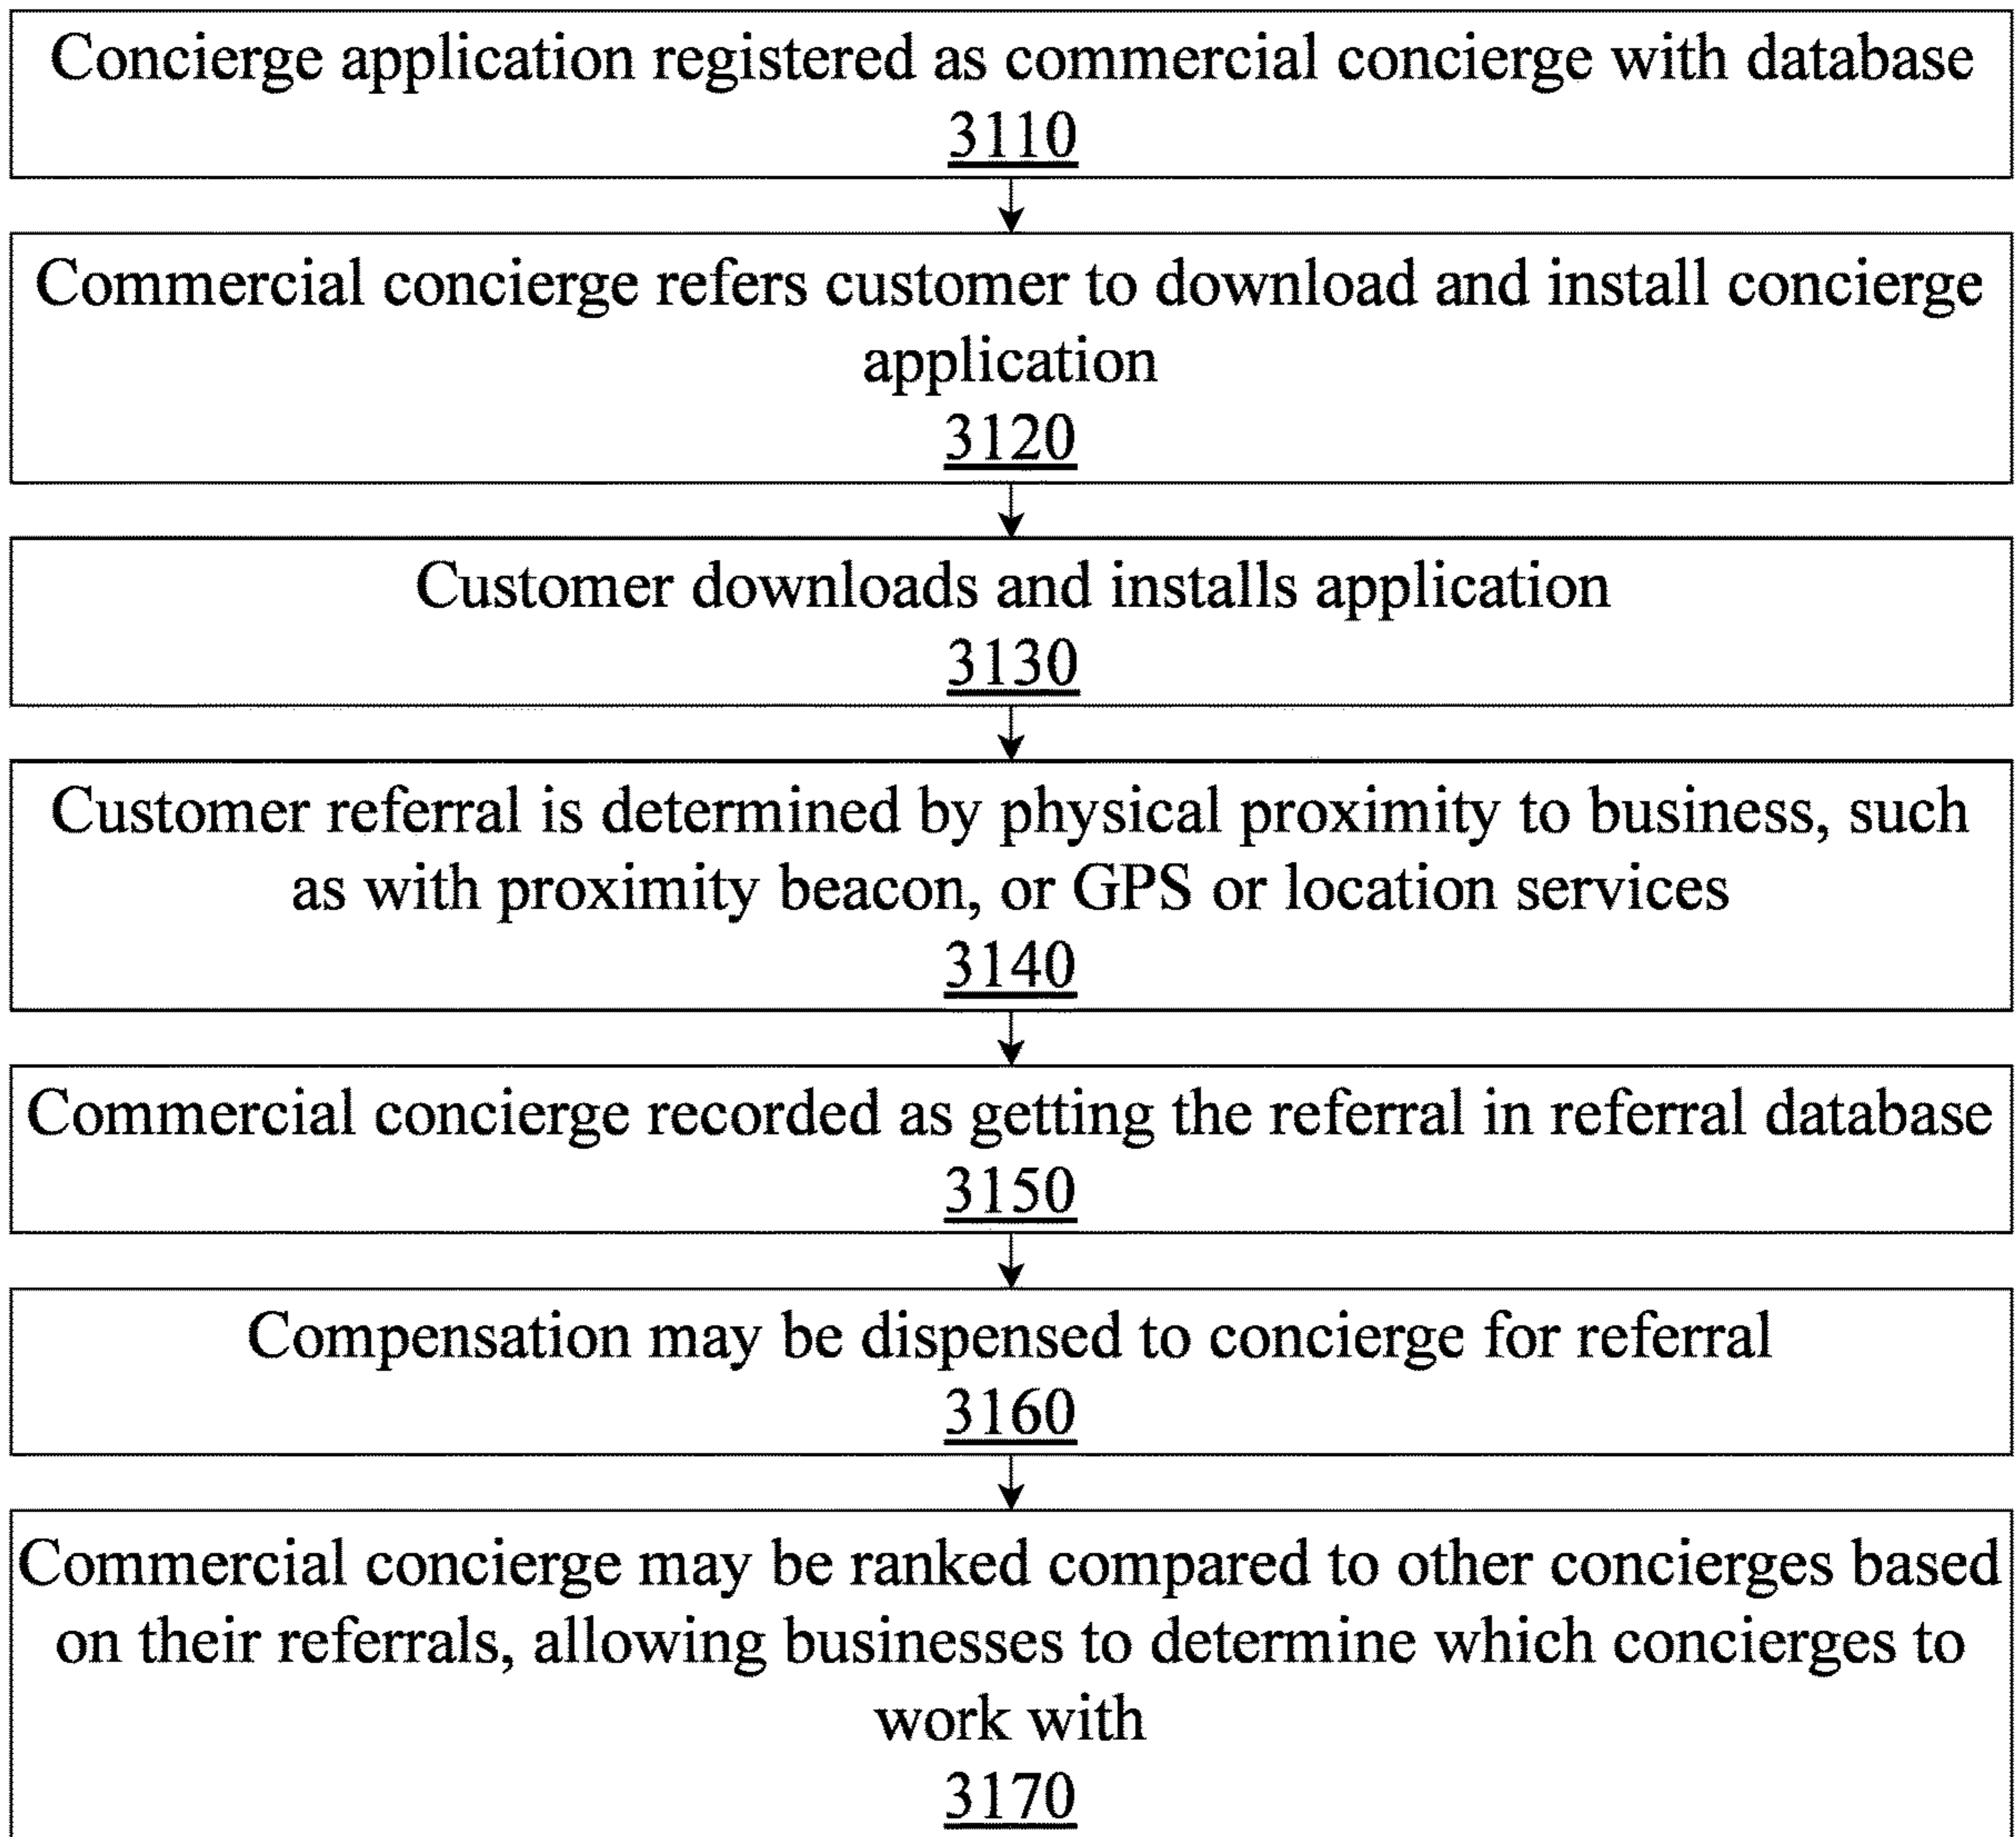 Concierge application registered as commercial concierge with database
3110
Commercial concierge refers customer to download and install concierge
application
3120
Customer downloads and installs application
3130
Customer referral is determined by physical proximity to business, such
as with proximity beacon, or GPS or location services
3140
Commercial concierge recorded as getting the referral in referral database
3150
Compensation may be dispensed to concierge for referral
3160
Commercial concierge may be ranked compared to other concierges based
on their referrals, allowing businesses to determine which concierges to
work with
3170